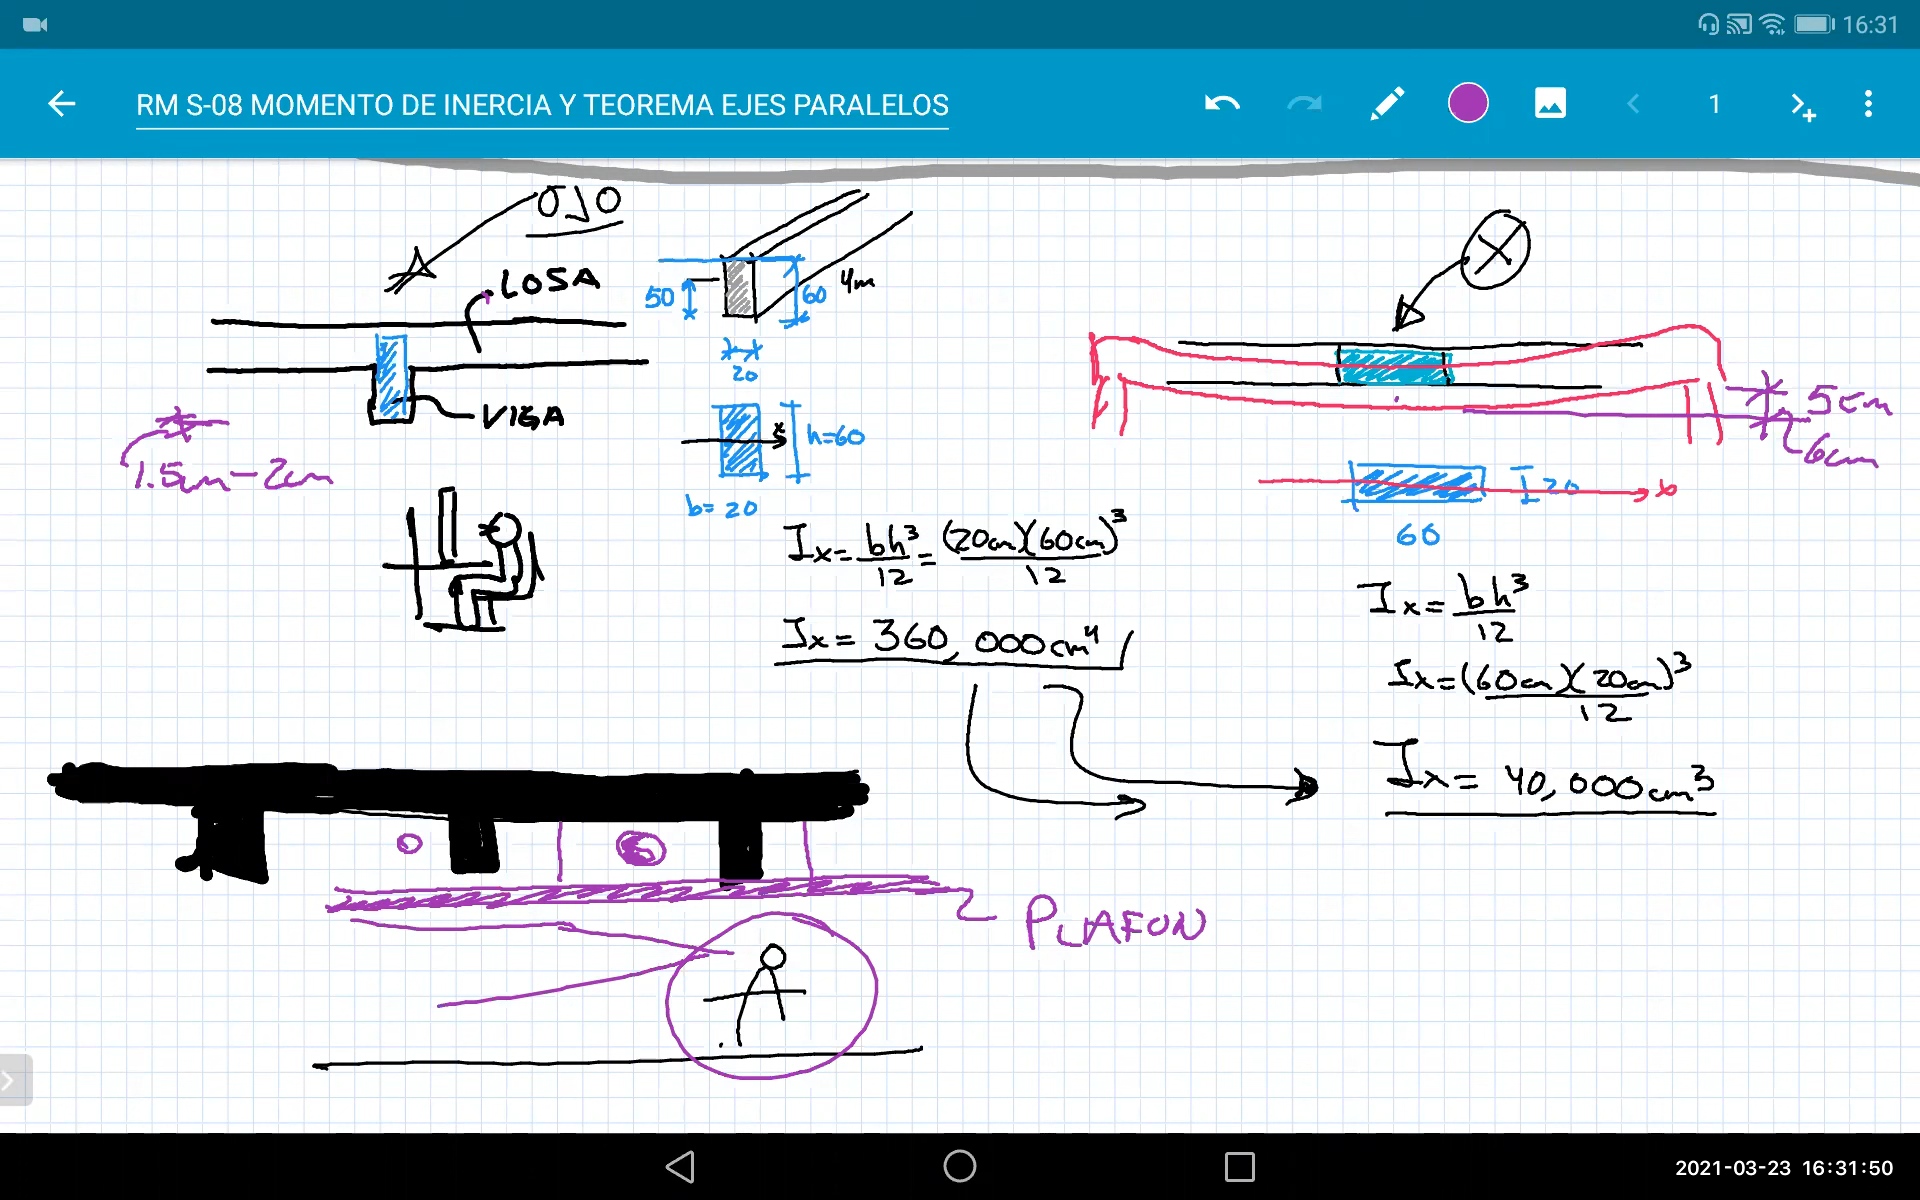 16:31
RM S-08 MOMENTO DE INERCIA Y TEOREMA EJES PARALELOS
1
OJO
LOSA
VIGA
1.5cm-2cm
50
60
4m
20
x
h=60
b=20
Ix=bh³/12=(20cm)(60cm)³/12
Ix=360,000cm⁴
5cm
6cm
20
x
60
Ix=bh³/12
Ix=(60cm)(20cm)³/12
Ix=40,000cm³
PLAFON
2021-03-23 16:31:50